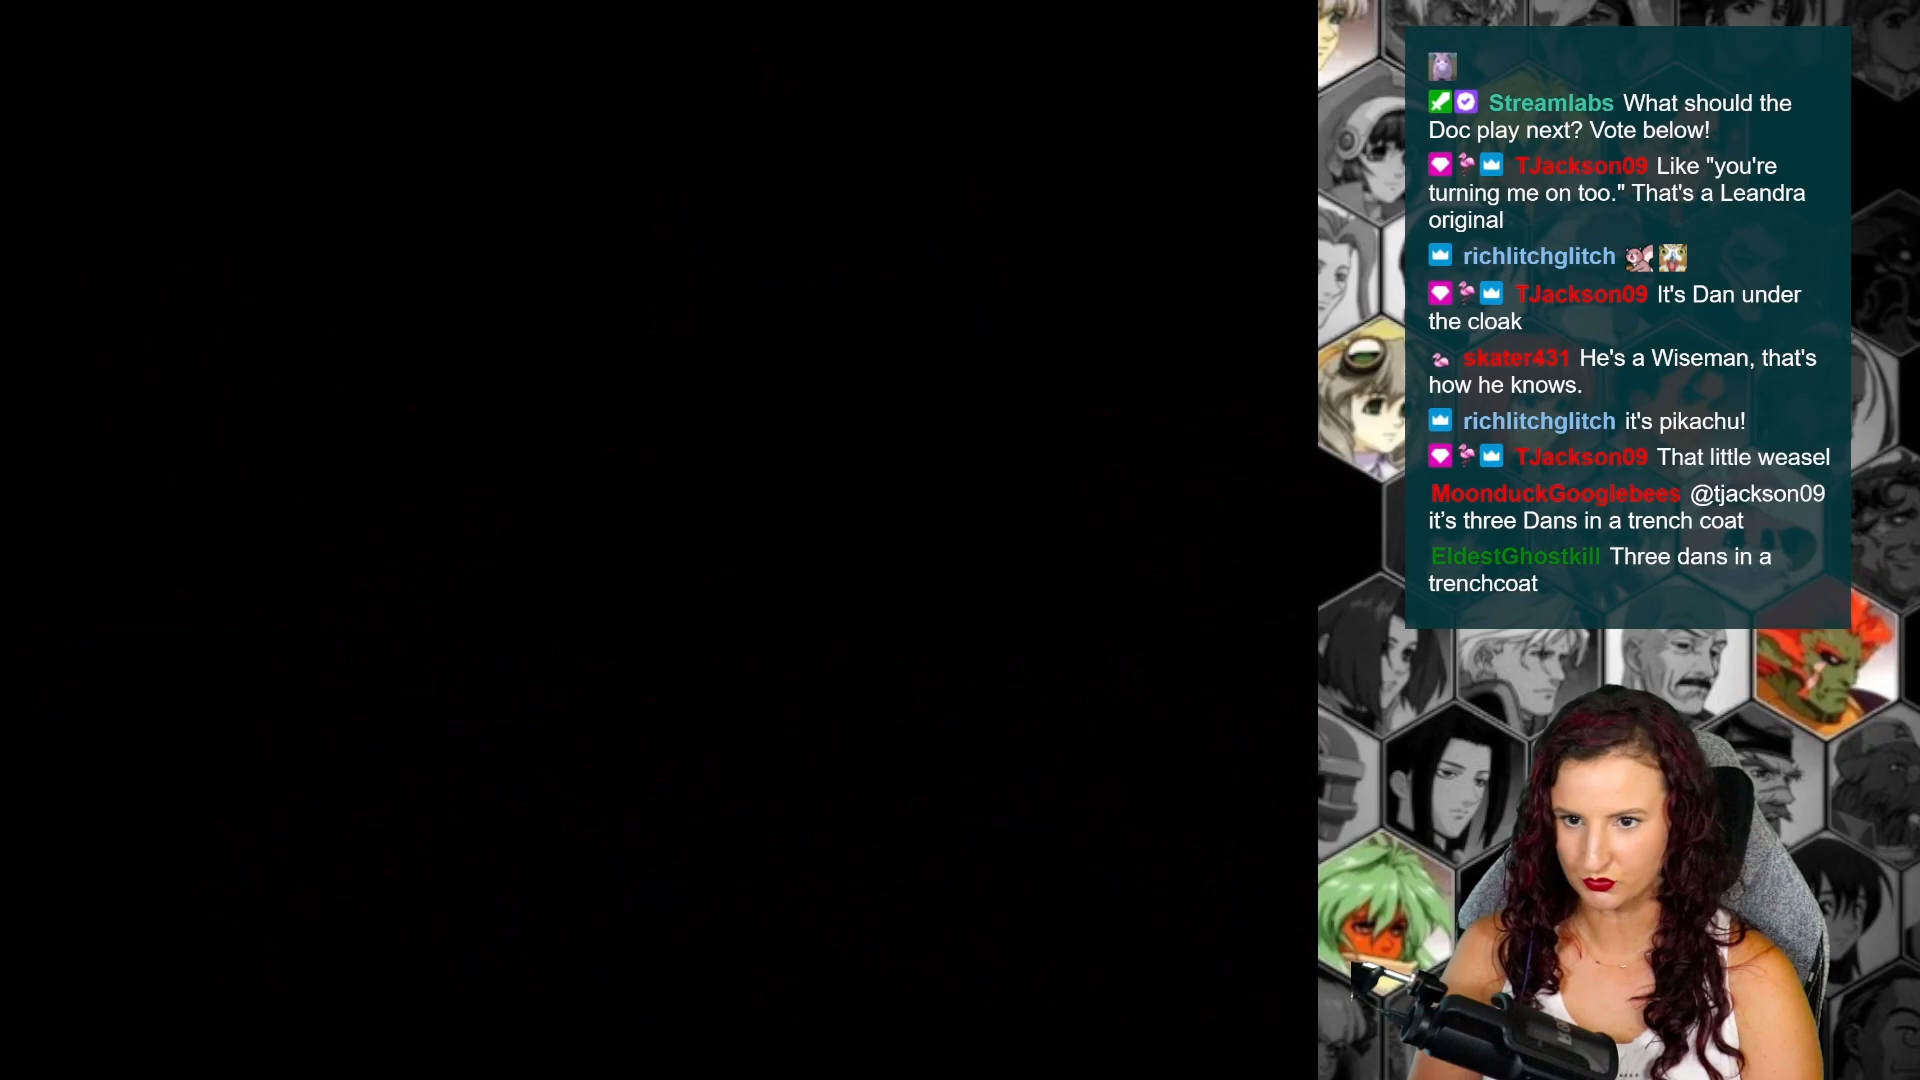 Streamlabs What should the
Doc play next? Vote below!
TJackson09 Like "you're
turning me on too." That's a Leandra
original
richlitchglitch
TJackson09 It's Dan under
the cloak
skater431 He's a Wiseman, that's
how he knows.
richlitchglitch it's pikachu!
TJackson09 That little weasel
MoonduckGooglebees @tjackson09
it’s three Dans in a trench coat
EldestGhostkill Three dans in a
trenchcoat